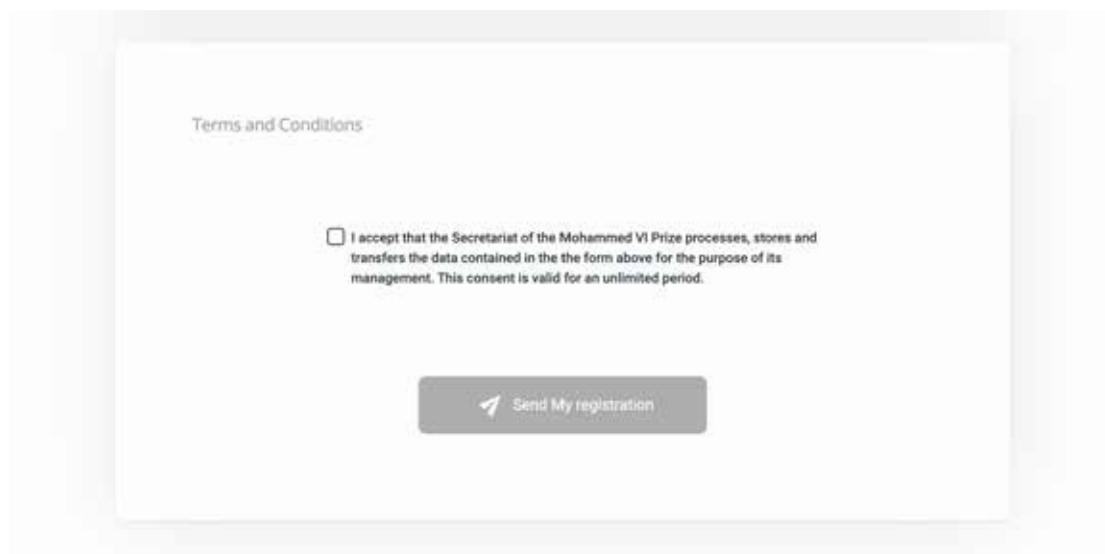 Terms and Conditions
I accept that the Secretariat of the Mohammed VI Prize processes, stores and
transfers the data contained in the the form above for the purpose of its
management. This consent is valid for an unlimited period.
Send My registration